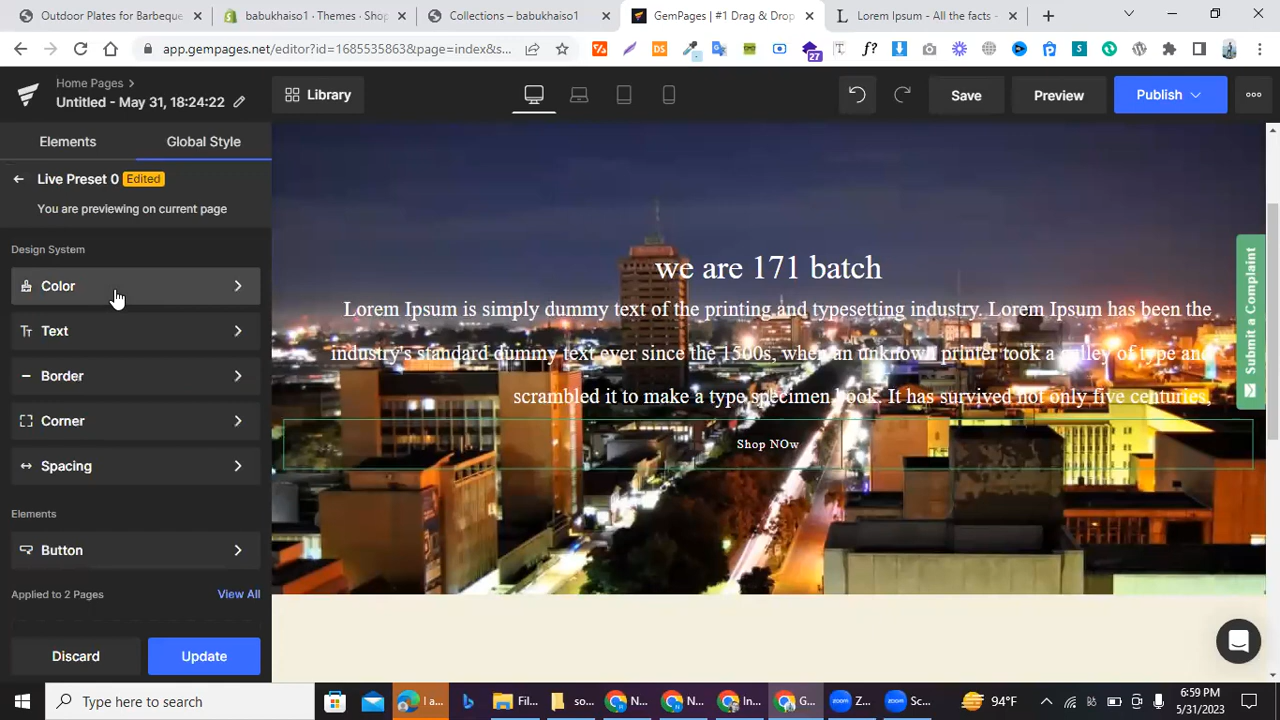 Outdoor Plates for Barbeque
babukhaiso1 · Themes · Shop
Collections – babukhaiso1
GemPages | #1 Drag & Drop
Lorem Ipsum - All the facts -
app.gempages.net/editor?id=1685535863&page=index&s...
27
Home Pages >
Untitled - May 31, 18:24:22
Library
Save
Preview
Publish
Elements
Global Style
Live Preset 0 Edited
You are previewing on current page
Design System
Color
Text
Border
Corner
Spacing
Elements
Button
Applied to 2 Pages
View All
Discard
Update
we are 171 batch
Lorem Ipsum is simply dummy text of the printing and typesetting industry. Lorem Ipsum has been the
industry's standard dummy text ever since the 1500s, when an unknown printer took a galley of type and
scrambled it to make a type specimen book. It has survived not only five centuries,
Shop NOw
Submit a Complaint
Type here to search
I a...
Fil...
so...
N...
N...
In...
G...
Z...
Sc...
94°F
6:59 PM
5/31/2023